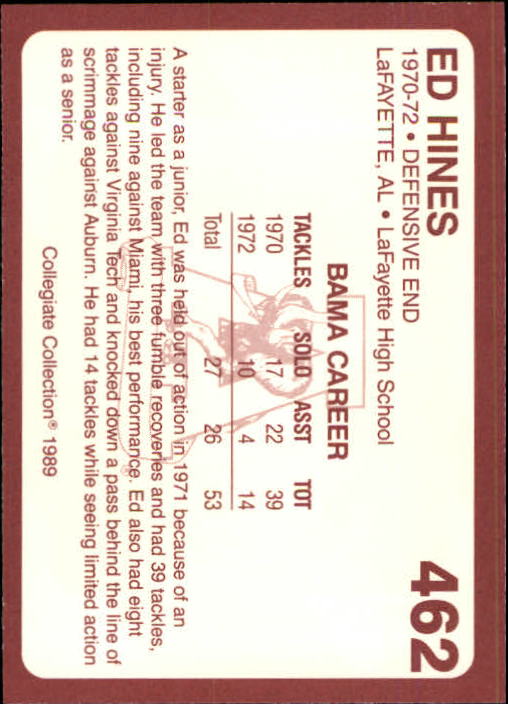 ED HINES 462
1970-72 • DEFENSIVE END
LaFAYETTE, AL • LaFayette High School
BAMA CAREER
TACKLES SOLO ASST TOT
1970 17 22 39
1972 10 4 14
Total 27 26 53
A starter as a junior, Ed was held out of action in 1971 because of an
injury. He led the team with three fumble recoveries and had 39 tackles,
including nine against Miami, his best performance. Ed also had eight
tackles against Virginia Tech and knocked down a pass behind the line of
scrimmage against Auburn. He had 14 tackles while seeing limited action
as a senior.
Collegiate Collection® 1989